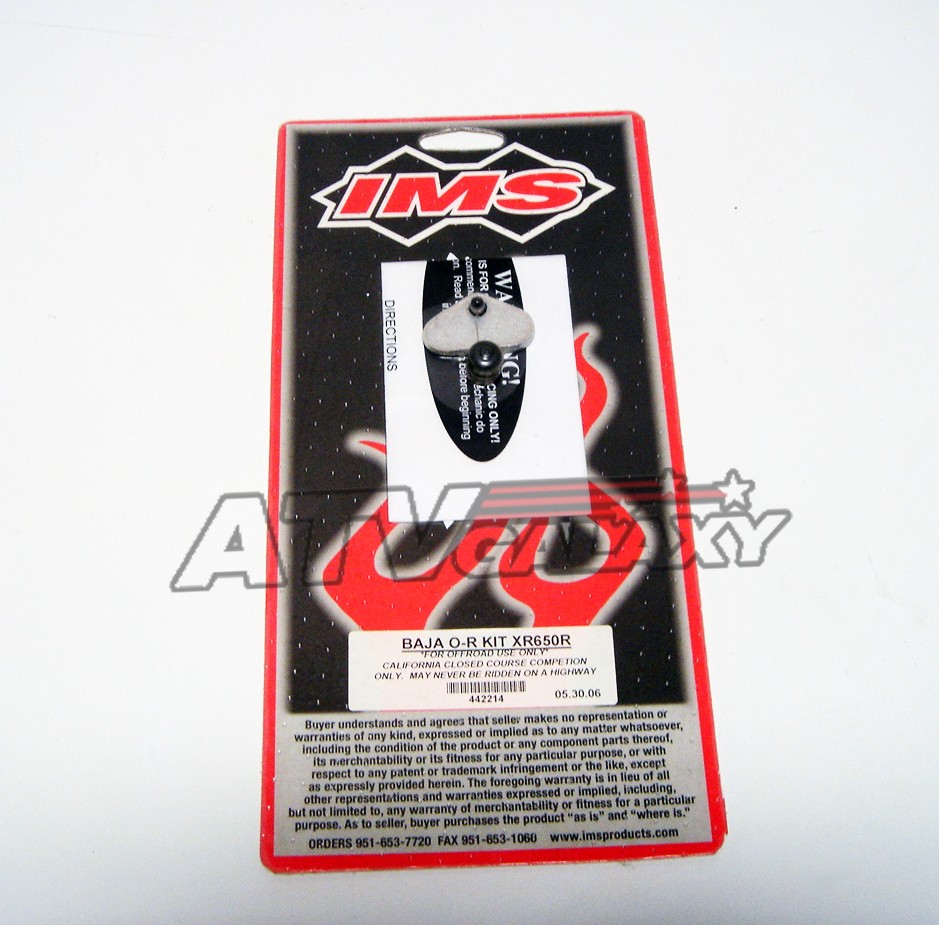 IMS
DIRECTIONS
WA NG!
IS FOR CING ONLY!
commen chanic do
on. Read
before beginning
ATV GALAXY
BAJA O-R KIT XR650R
"FOR OFFROAD USE ONLY"
CALIFORNIA CLOSED COURSE COMPETION
ONLY. MAY NEVER BE RIDDEN ON A HIGHWAY
442214
05.30.06
Buyer understands and agrees that seller makes no representation or
warranties of any kind, expressed or implied as to any matter whatsoever,
including the condition of the product or any component parts thereof,
its merchantability or its fitness for any particular purpose, or with
respect to any patent or trademark infringement or the like, except
as expressly provided herein. The foregoing warranty is in lieu of all
other representations and warranties expressed or implied, including,
but not limited to, any warranty of merchantability or fitness for a particular
purpose. As to seller, buyer purchases the product “as is” and “where is.”
ORDERS 951-653-7720 FAX 951-653-1060 www.imsproducts.com